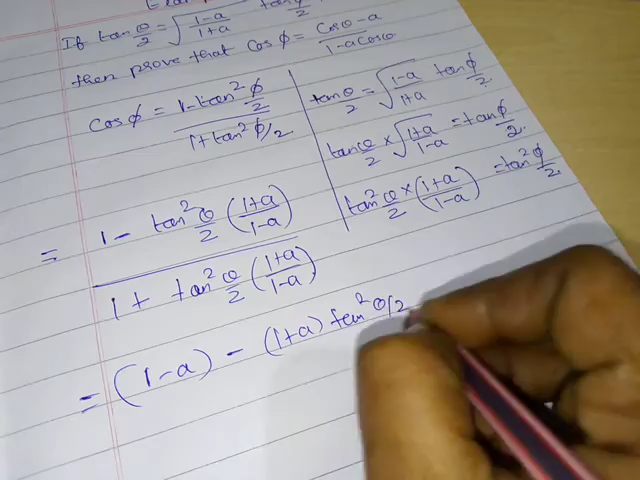 If tan θ/2 = √(1-a/1+a) tan φ/2
then prove that cos φ = cosθ-a/1-acosθ
cos φ = 1-tan² φ/2 / 1+tan² φ/2
= 1 - tan² θ/2 (1+a/1-a) / 1 + tan² θ/2 (1+a/1-a)
= (1-a) - (1+a) tan² θ/2
tan θ/2 = √(1-a/1+a) tan φ/2
tan θ/2 × √(1+a/1-a) = tan φ/2
tan² θ/2 × (1+a/1-a) = tan² φ/2